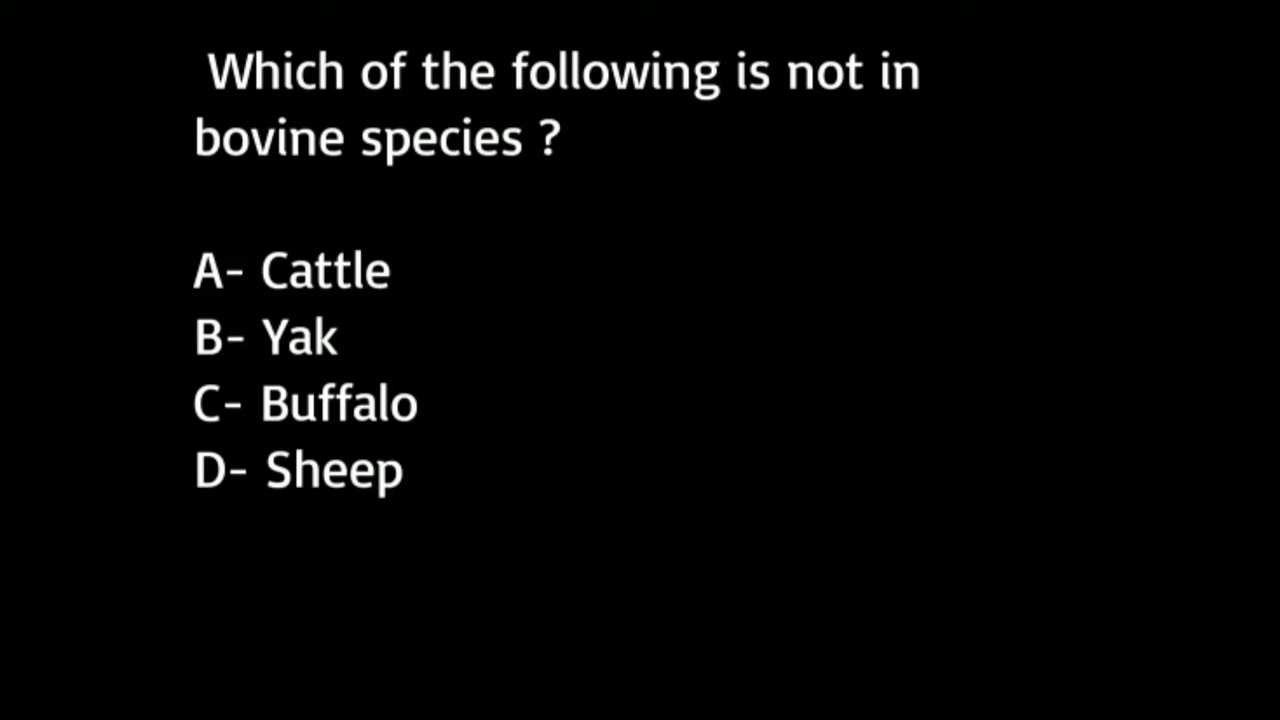 Which of the following is not in
bovine species ?
A- Cattle
B- Yak
C- Buffalo
D- Sheep